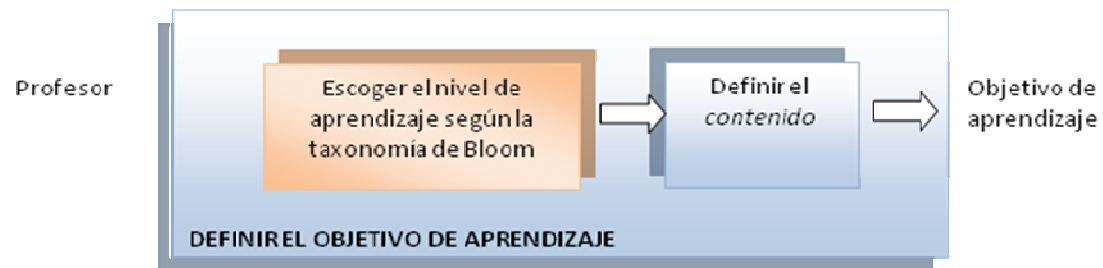 Profesor
Escoger el nivel de
aprendizaje según la
taxonomía de Bloom
Definir el
contenido
Objetivo de
aprendizaje
DEFINIR EL OBJETIVO DE APRENDIZAJE